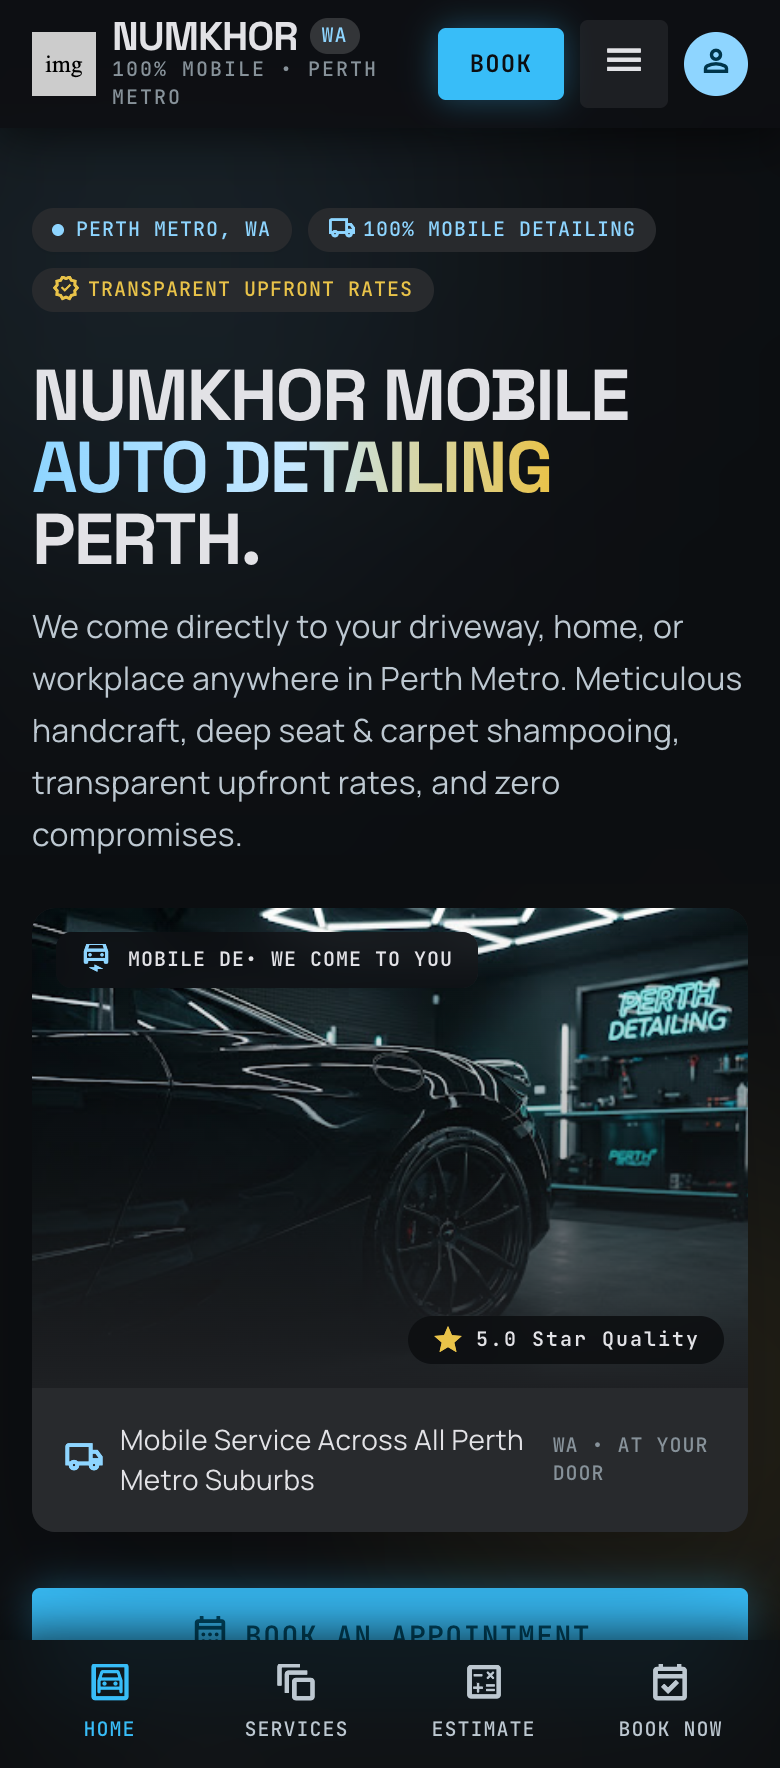 img
NUMKHOR WA
100% MOBILE • PERTH
METRO
BOOK
PERTH METRO, WA
100% MOBILE DETAILING
TRANSPARENT UPFRONT RATES
NUMKHOR MOBILE
AUTO DETAILING
PERTH.
We come directly to your driveway, home, or
workplace anywhere in Perth Metro. Meticulous
handcraft, deep seat & carpet shampooing,
transparent upfront rates, and zero
compromises.
MOBILE DE• WE COME TO YOU
PERTH
DETAILING
PERTH
5.0 Star Quality
Mobile Service Across All Perth
Metro Suburbs
WA • AT YOUR
DOOR
BOOK AN APPOINTMENT
HOME
SERVICES
ESTIMATE
BOOK NOW